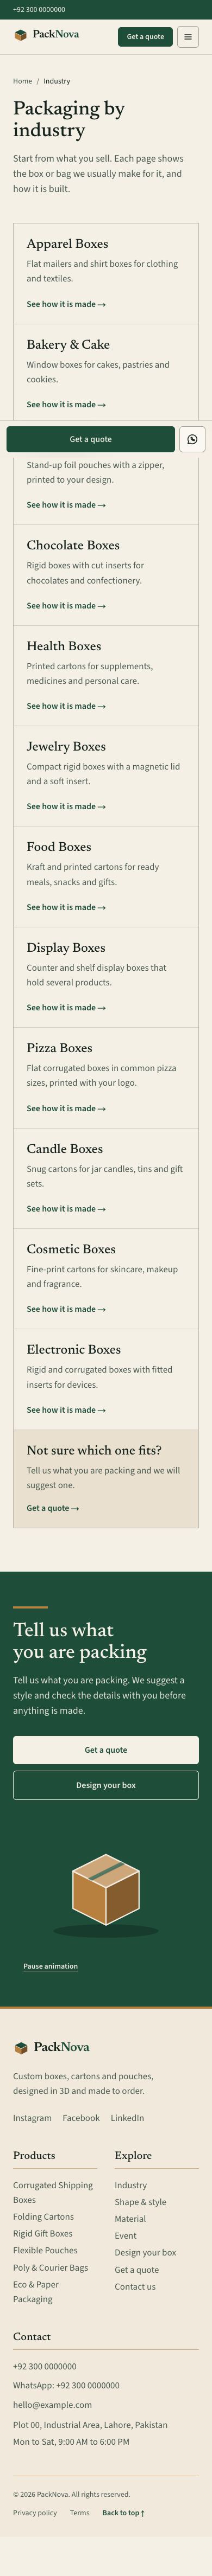 +92 300 0000000
PackNova
Get a quote
Home / Industry
Packaging by
industry
Start from what you sell. Each page shows
the box or bag we usually make for it, and
how it is built.
Apparel Boxes
Flat mailers and shirt boxes for clothing
and textiles.
See how it is made →
Bakery & Cake
Window boxes for cakes, pastries and
cookies.
See how it is made →
Get a quote
Stand-up foil pouches with a zipper,
printed to your design.
See how it is made →
Chocolate Boxes
Rigid boxes with cut inserts for
chocolates and confectionery.
See how it is made →
Health Boxes
Printed cartons for supplements,
medicines and personal care.
See how it is made →
Jewelry Boxes
Compact rigid boxes with a magnetic lid
and a soft insert.
See how it is made →
Food Boxes
Kraft and printed cartons for ready
meals, snacks and gifts.
See how it is made →
Display Boxes
Counter and shelf display boxes that
hold several products.
See how it is made →
Pizza Boxes
Flat corrugated boxes in common pizza
sizes, printed with your logo.
See how it is made →
Candle Boxes
Snug cartons for jar candles, tins and gift
sets.
See how it is made →
Cosmetic Boxes
Fine-print cartons for skincare, makeup
and fragrance.
See how it is made →
Electronic Boxes
Rigid and corrugated boxes with fitted
inserts for devices.
See how it is made →
Not sure which one fits?
Tell us what you are packing and we will
suggest one.
Get a quote →
Tell us what
you are packing
Tell us what you are packing. We suggest a
style and check the details with you before
anything is made.
Get a quote
Design your box
Pause animation
PackNova
Custom boxes, cartons and pouches,
designed in 3D and made to order.
Instagram Facebook LinkedIn
Products
Corrugated Shipping
Boxes
Folding Cartons
Rigid Gift Boxes
Flexible Pouches
Poly & Courier Bags
Eco & Paper
Packaging
Explore
Industry
Shape & style
Material
Event
Design your box
Get a quote
Contact us
Contact
+92 300 0000000
WhatsApp: +92 300 0000000
hello@example.com
Plot 00, Industrial Area, Lahore, Pakistan
Mon to Sat, 9:00 AM to 6:00 PM
© 2026 PackNova. All rights reserved.
Privacy policy Terms Back to top ↑